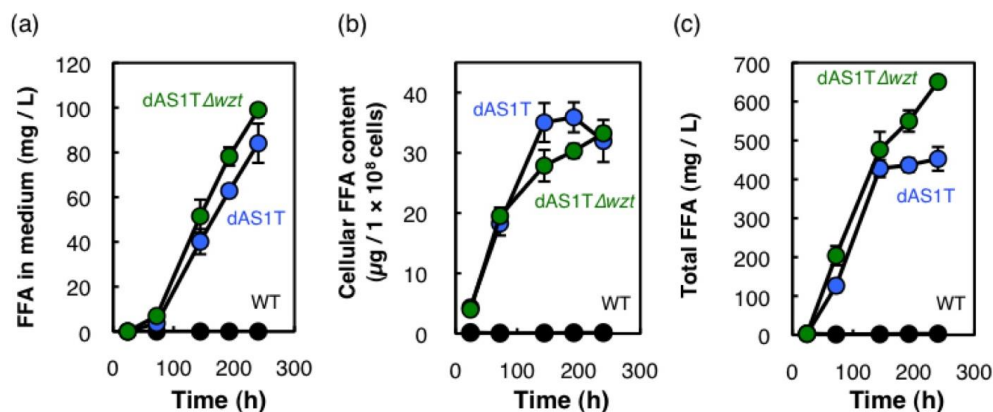 (a)
FFA in medium (mg / L)
120
100
80
60
40
20
0
dAS1TΔwzt
dAS1T
WT
0 100 200 300
Time (h)
(b)
Cellular FFA content
(µg / 1 × 10⁸ cells)
40
30
20
10
0
dAS1T
dAS1TΔwzt
WT
0 100 200 300
Time (h)
(c)
Total FFA (mg / L)
700
600
500
400
300
200
100
0
dAS1TΔwzt
dAS1T
WT
0 100 200 300
Time (h)